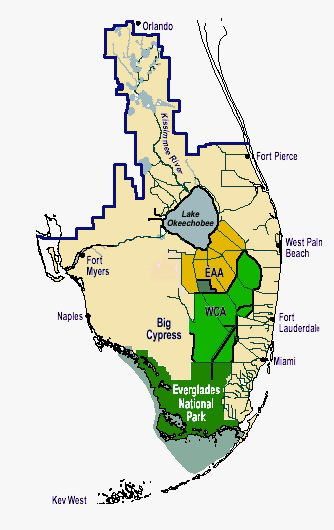 Orlando
Kissimmee River
Fort Pierce
Lake
Okeechobee
West Palm
Beach
Fort
Myers
EAA
WCA
Naples
Big
Cypress
Fort
Lauderdale
Miami
Everglades
National
Park
Key West